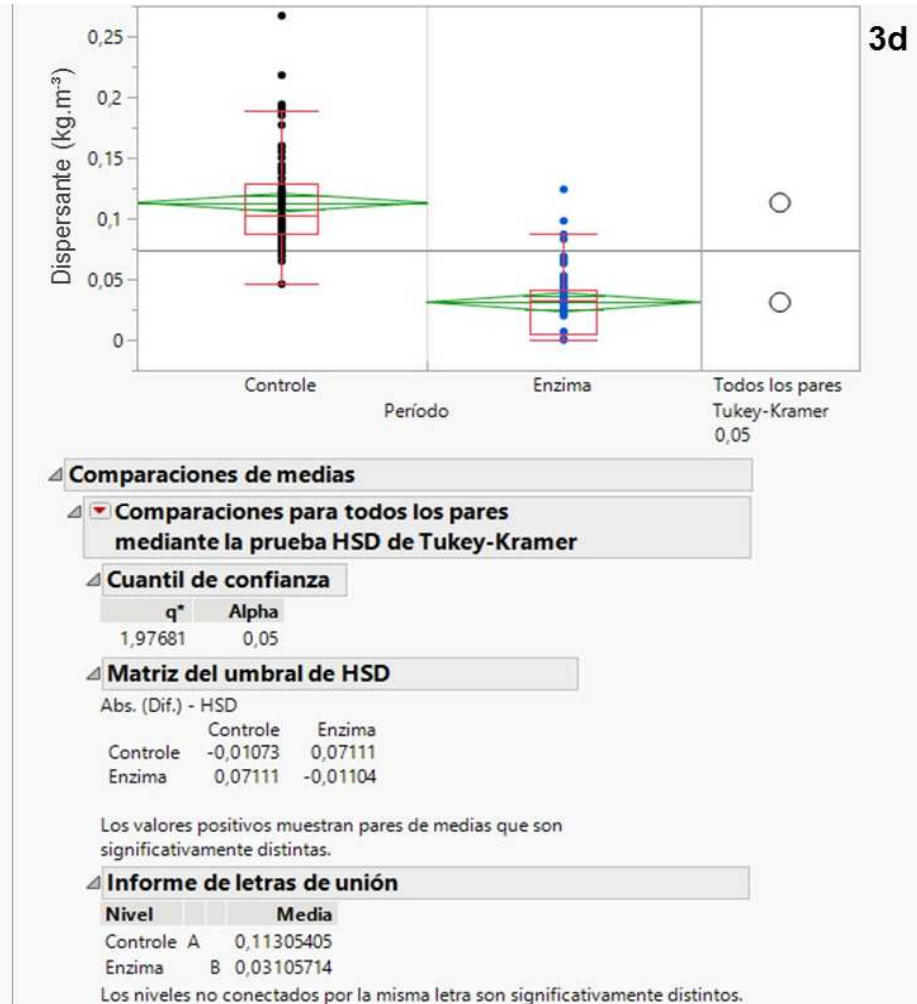 3d
0,25
0,2
0,15
0,1
0,05
0
Dispersante (kg.m⁻³)
Controle Enzima Todos los pares
Período Tukey-Kramer
0,05
Comparaciones de medias
Comparaciones para todos los pares
mediante la prueba HSD de Tukey-Kramer
Cuantil de confianza
q* Alpha
1,97681 0,05
Matriz del umbral de HSD
Abs. (Dif.) - HSD
Controle Enzima
Controle -0,01073 0,07111
Enzima 0,07111 -0,01104
Los valores positivos muestran pares de medias que son
significativamente distintas.
Informe de letras de unión
Nivel Media
Controle A 0,11305405
Enzima B 0,03105714
Los niveles no conectados por la misma letra son significativamente distintos.